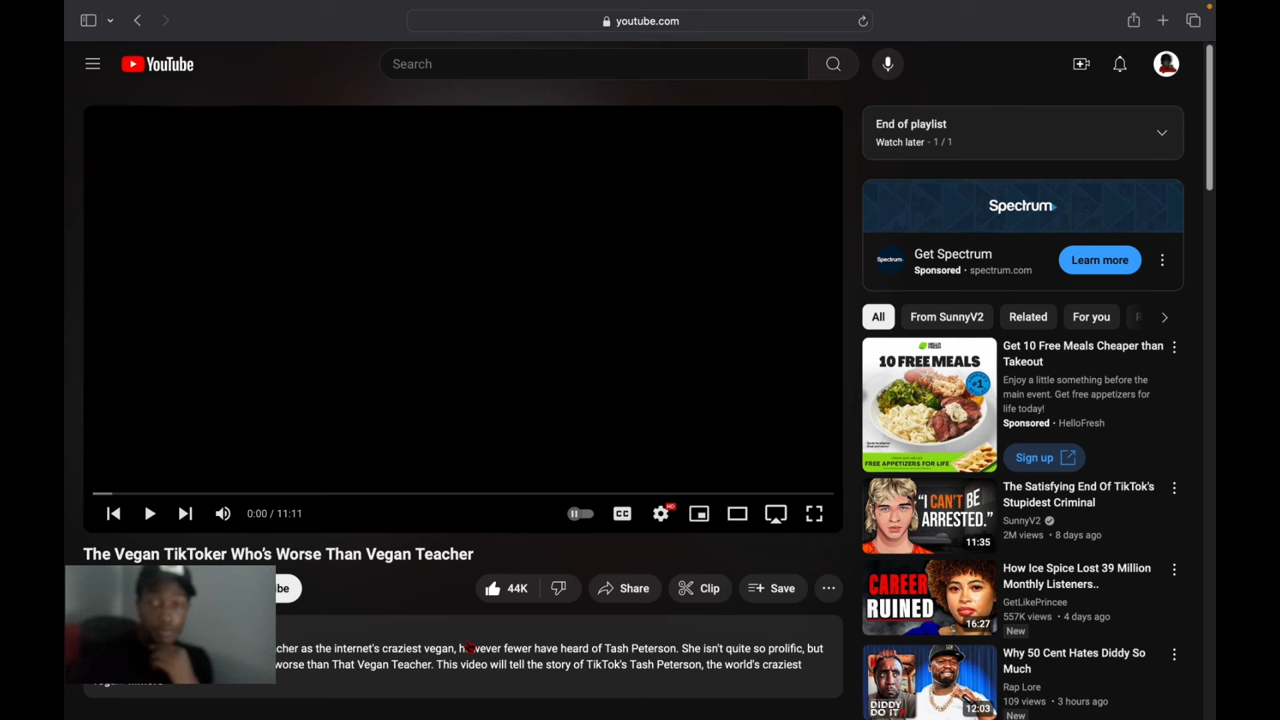 youtube.com
YouTube
Search
End of playlist
Watch later - 1 / 1
Spectrum
Spectrum
Get Spectrum
Sponsored · spectrum.com
Learn more
All
From SunnyV2
Related
For you
10 FREE MEALS
#1
FREE APPETIZERS FOR LIFE
Get 10 Free Meals Cheaper than
Takeout
Enjoy a little something before the
main event. Get free appetizers for
life today!
Sponsored · HelloFresh
Sign up
0:00 / 11:11
CC
HD
The Vegan TikToker Who's Worse Than Vegan Teacher
be
44K
Share
Clip
Save
cher as the internet's craziest vegan, however fewer have heard of Tash Peterson. She isn't quite so prolific, but
worse than That Vegan Teacher. This video will tell the story of TikTok's Tash Peterson, the world's craziest
"I CAN'T BE
ARRESTED."
11:35
The Satisfying End Of TikTok's
Stupidest Criminal
SunnyV2
2M views · 8 days ago
CAREER
RUINED
16:27
How Ice Spice Lost 39 Million
Monthly Listeners..
GetLikePrincee
557K views · 4 days ago
New
DIDDY
DO IT
12:03
Why 50 Cent Hates Diddy So
Much
Rap Lore
109 views · 3 hours ago
New